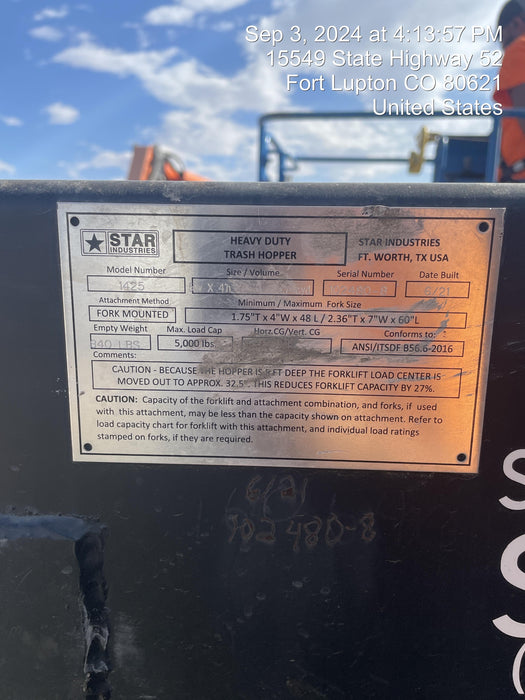 Sep 3, 2024 at 4:13:57 PM
15549 State Highway 52
Fort Lupton CO 80621
United States
STAR
INDUSTRIES
HEAVY DUTY
TRASH HOPPER
STAR INDUSTRIES
FT. WORTH, TX USA
Model Number
Size / Volume
Serial Number
Date Built
1425
6/21
Attachment Method
Minimum / Maximum Fork Size
FORK MOUNTED
1.75"T x 4"W x 48 L / 2.36"T x 7"W x 60"L
Empty Weight
Max. Load Cap
Horz.CG/Vert. CG
Conforms to:
840 LBS
5,000 lbs.
ANSI/ITSDF B56.6-2016
Comments:
CAUTION - BECAUSE THE HOPPER IS 5 FT DEEP THE FORKLIFT LOAD CENTER IS
MOVED OUT TO APPROX. 32.5". THIS REDUCES FORKLIFT CAPACITY BY 27%.
CAUTION: Capacity of the forklift and attachment combination, and forks, if used
with this attachment, may be less than the capacity shown on attachment. Refer to
load capacity chart for forklift with this attachment, and individual load ratings
stamped on forks, if they are required.
6/21
702480-8
S
S